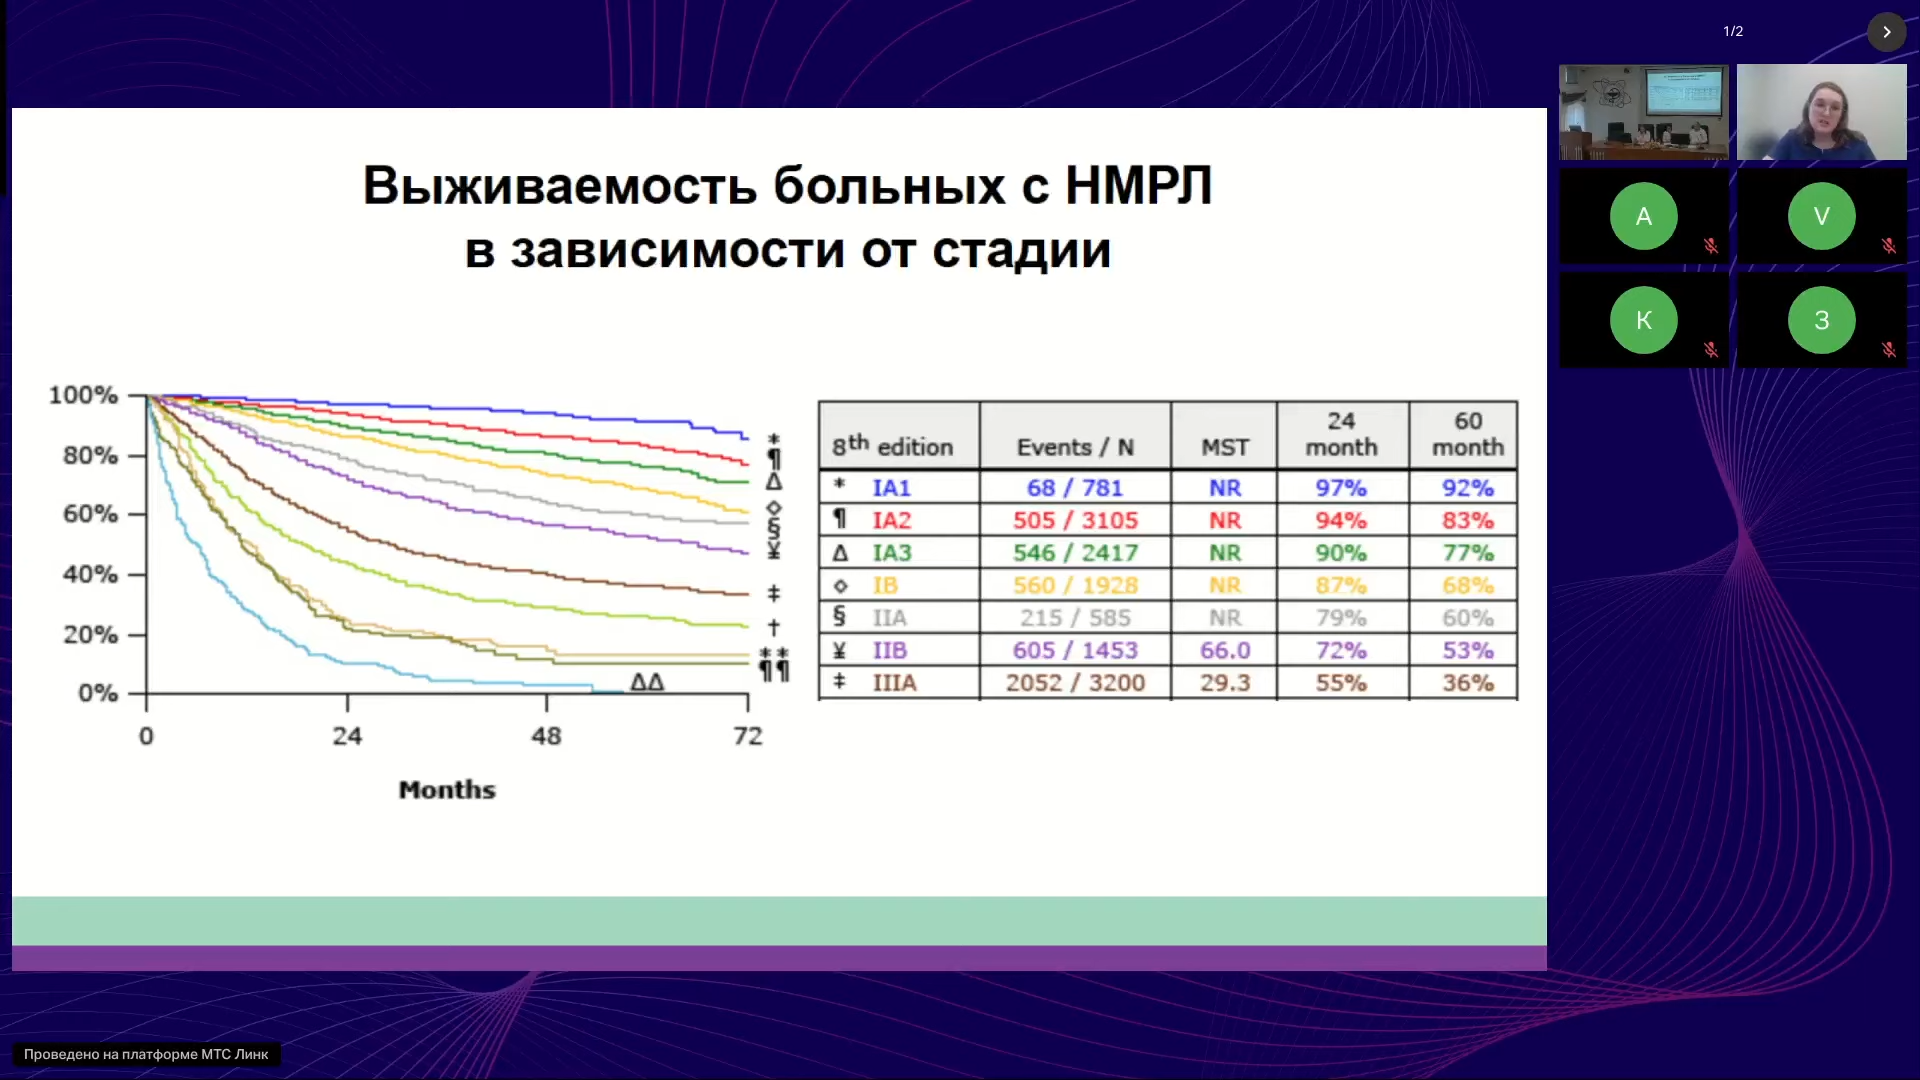 1/2
Выживаемость больных с НМРЛ
в зависимости от стадии
A
V
К
З
100%
80%
60%
40%
20%
0%
0 24 48 72
Months
*
¶
Δ
◇
§
¥
‡
†
**
¶¶
ΔΔ
8th edition Events / N MST 24 month 60 month
* IA1 68 / 781 NR 97% 92%
¶ IA2 505 / 3105 NR 94% 83%
Δ IA3 546 / 2417 NR 90% 77%
◇ IB 560 / 1928 NR 87% 68%
§ IIA 215 / 585 NR 79% 60%
¥ IIB 605 / 1453 66.0 72% 53%
‡ IIIA 2052 / 3200 29.3 55% 36%
Проведено на платформе МТС Линк